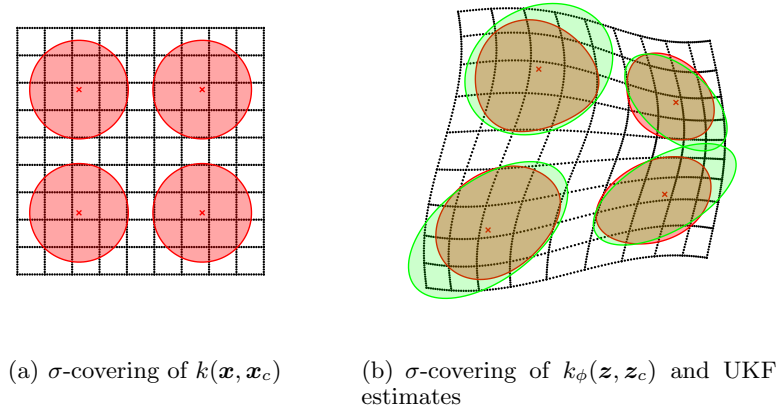 (a) σ-covering of k(x, x_c)
(b) σ-covering of k_ϕ(z, z_c) and UKF
estimates